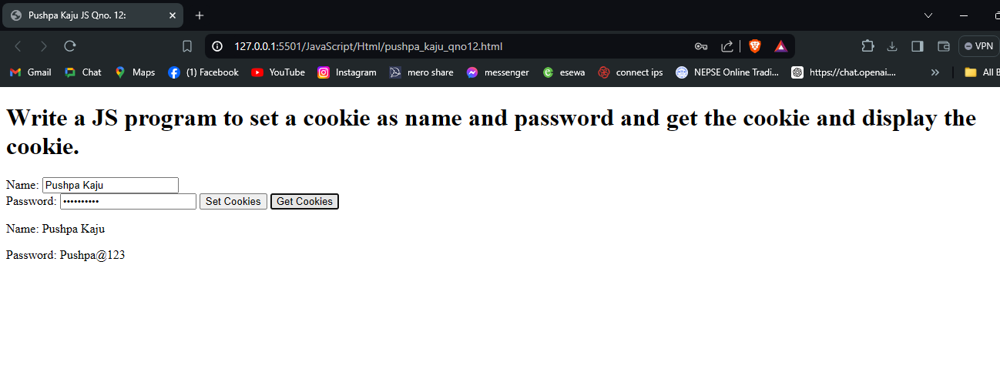 Pushpa Kaju JS Qno. 12:
127.0.0.1:5501/JavaScript/Html/pushpa_kaju_qno12.html
VPN
Gmail Chat Maps (1) Facebook YouTube Instagram mero share messenger esewa connect ips NEPSE Online Tradi... https://chat.openai.... All B
Write a JS program to set a cookie as name and password and get the cookie and display the
cookie.
Name: Pushpa Kaju
Password: •••••••••• Set Cookies Get Cookies
Name: Pushpa Kaju
Password: Pushpa@123